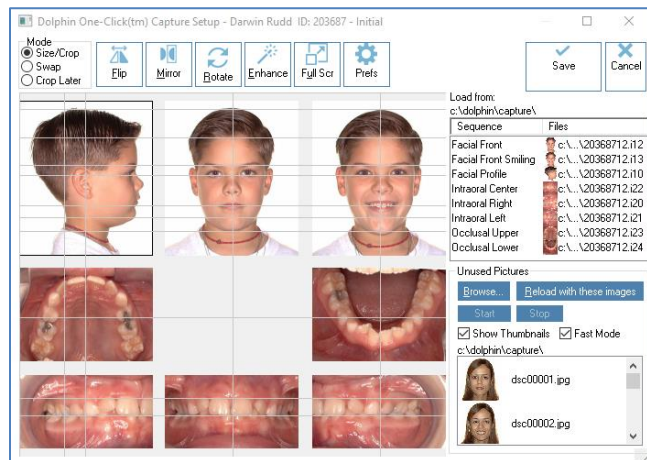 Dolphin One-Click(tm) Capture Setup - Darwin Rudd ID: 203687 - Initial
Mode
Size/Crop
Swap
Crop Later
Flip
Mirror
Rotate
Enhance
Full Scr
Prefs
Save
Cancel
Load from:
c:\dolphin\capture\
Sequence Files
Facial Front c:\...\20368712.i12
Facial Front Smiling c:\...\20368712.i13
Facial Profile c:\...\20368712.i10
Intraoral Center c:\...\20368712.i22
Intraoral Right c:\...\20368712.i20
Intraoral Left c:\...\20368712.i21
Occlusal Upper c:\...\20368712.i23
Occlusal Lower c:\...\20368712.i24
Unused Pictures
Browse... Reload with these images
Start Stop
Show Thumbnails Fast Mode
c:\dolphin\capture\
dsc00001.jpg
dsc00002.jpg